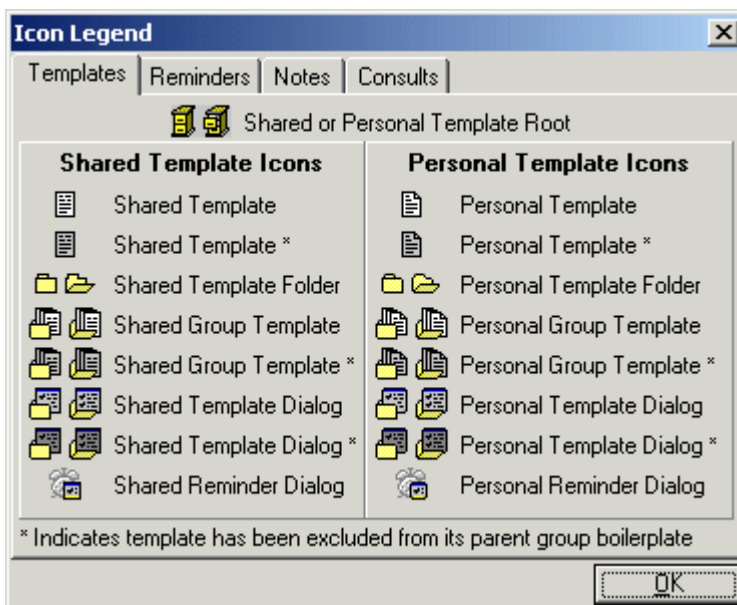 Icon Legend
Templates Reminders Notes Consults
Shared or Personal Template Root
Shared Template Icons
Shared Template
Shared Template *
Shared Template Folder
Shared Group Template
Shared Group Template *
Shared Template Dialog
Shared Template Dialog *
Shared Reminder Dialog
Personal Template Icons
Personal Template
Personal Template *
Personal Template Folder
Personal Group Template
Personal Group Template *
Personal Template Dialog
Personal Template Dialog *
Personal Reminder Dialog
* Indicates template has been excluded from its parent group boilerplate
OK